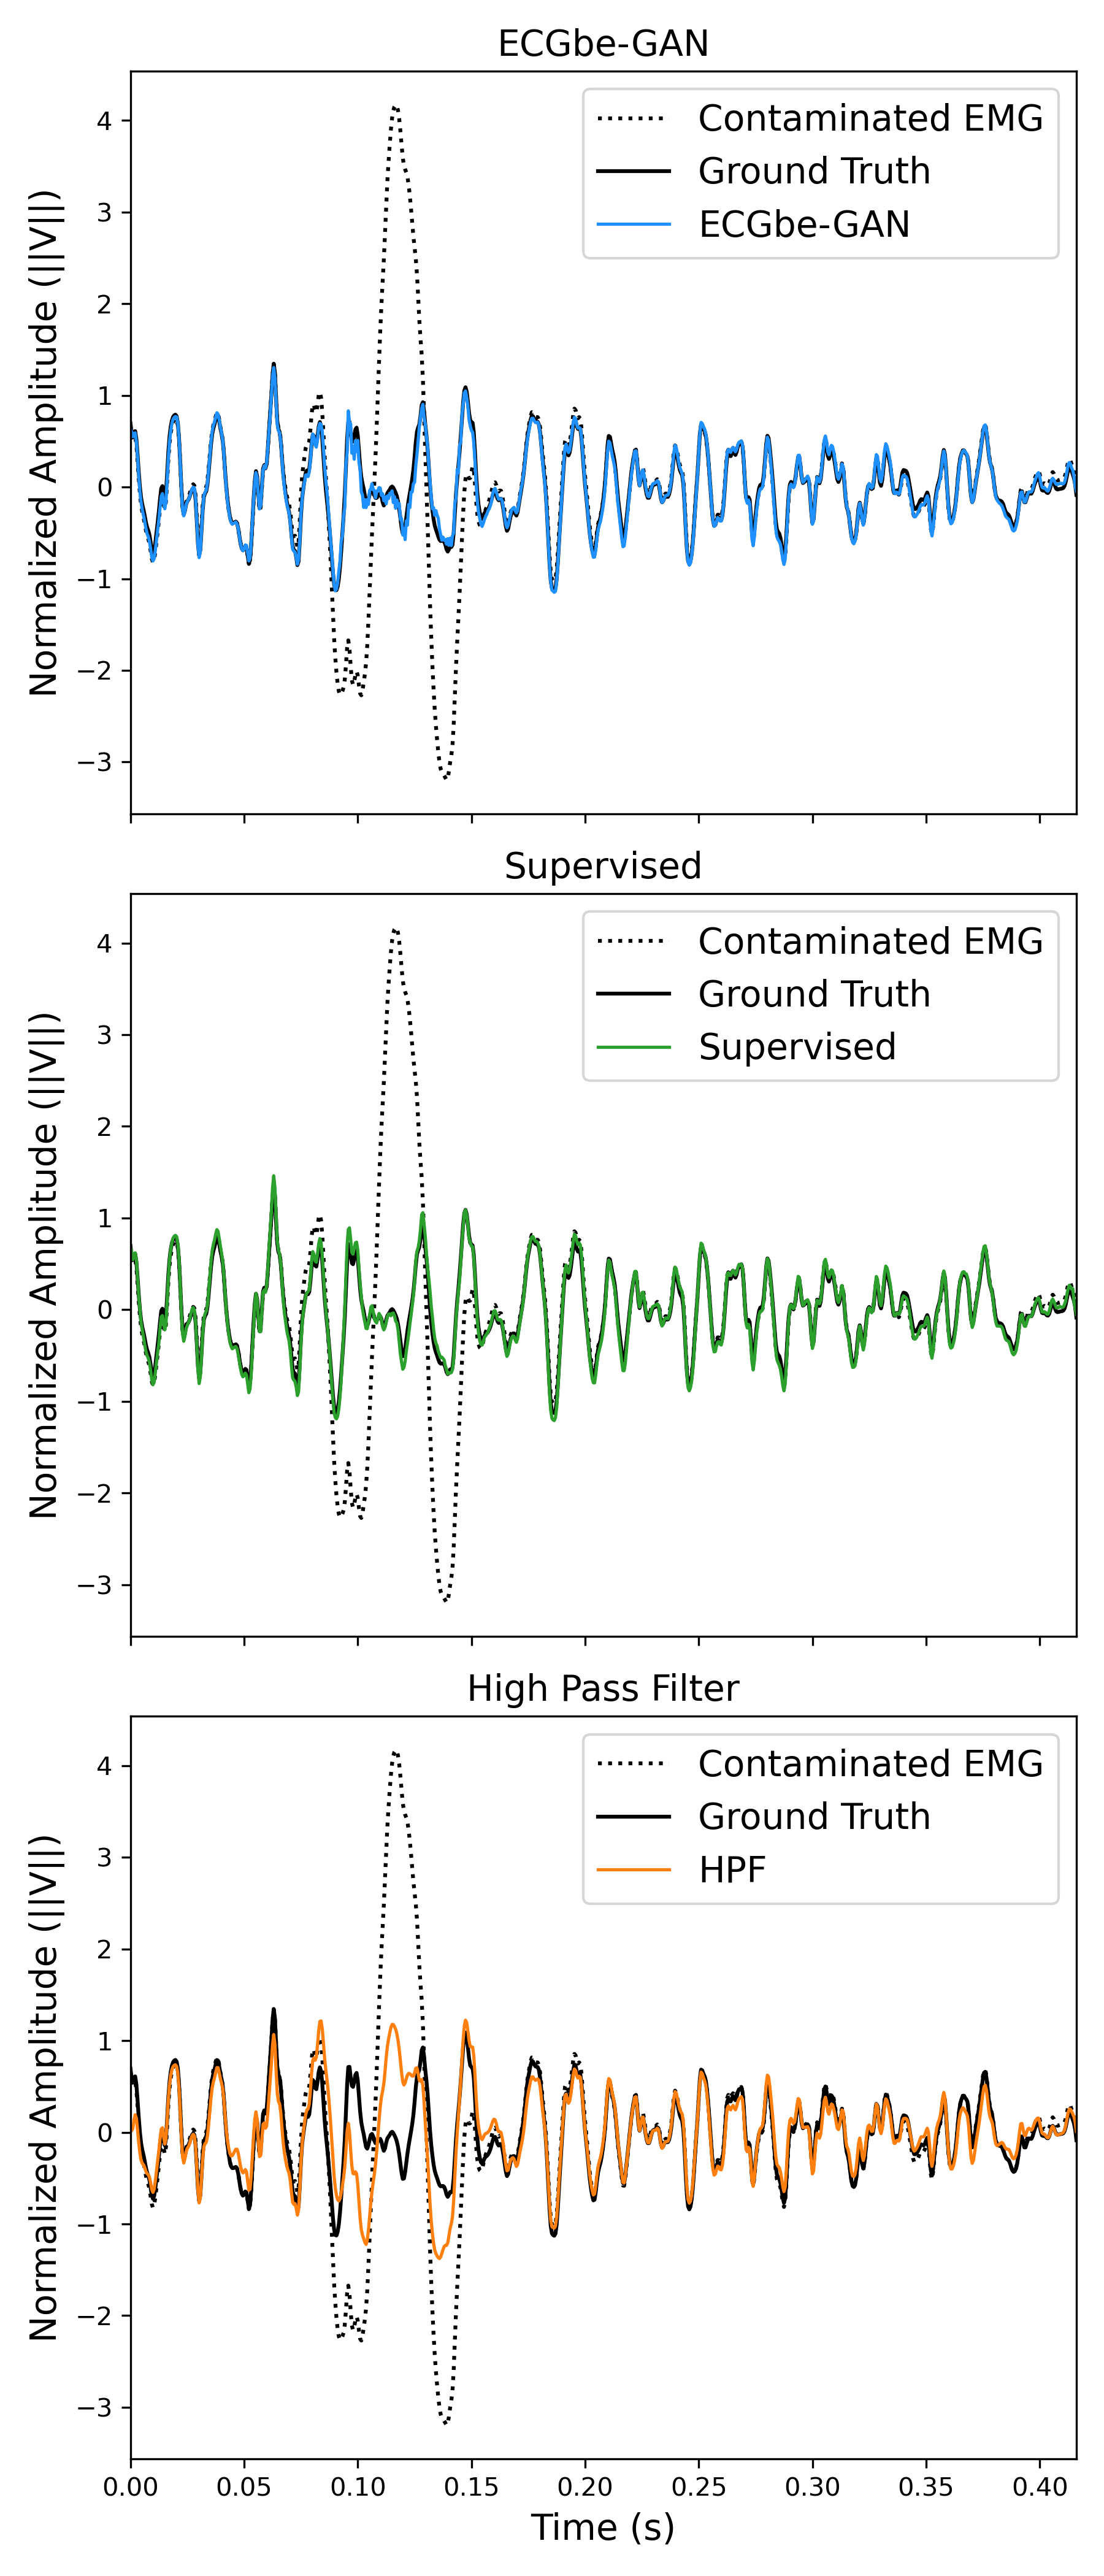 ECGbe-GAN
Contaminated EMG
Ground Truth
ECGbe-GAN
Normalized Amplitude (||V||)
4
3
2
1
0
−1
−2
−3
Supervised
Contaminated EMG
Ground Truth
Supervised
Normalized Amplitude (||V||)
4
3
2
1
0
−1
−2
−3
High Pass Filter
Contaminated EMG
Ground Truth
HPF
Normalized Amplitude (||V||)
4
3
2
1
0
−1
−2
−3
0.00 0.05 0.10 0.15 0.20 0.25 0.30 0.35 0.40
Time (s)